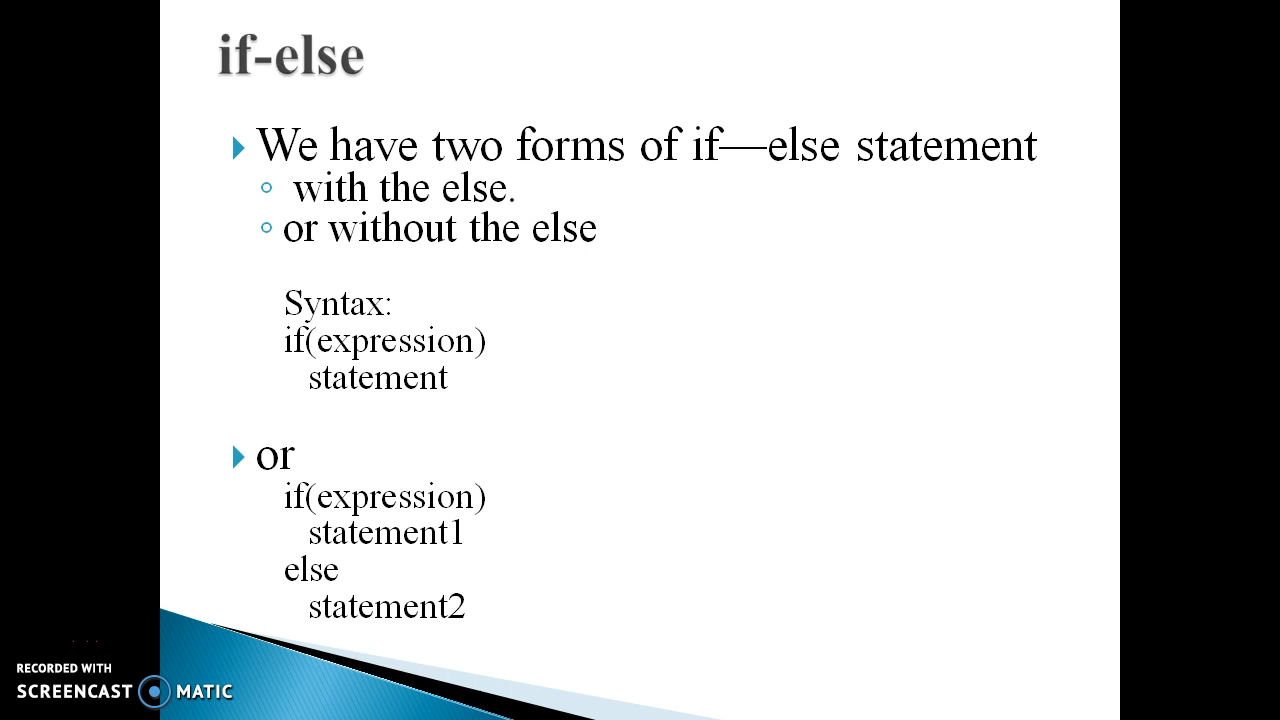 if-else
We have two forms of if—else statement
with the else.
or without the else
Syntax:
if(expression)
statement
or
if(expression)
statement1
else
statement2
RECORDED WITH
SCREENCAST MATIC